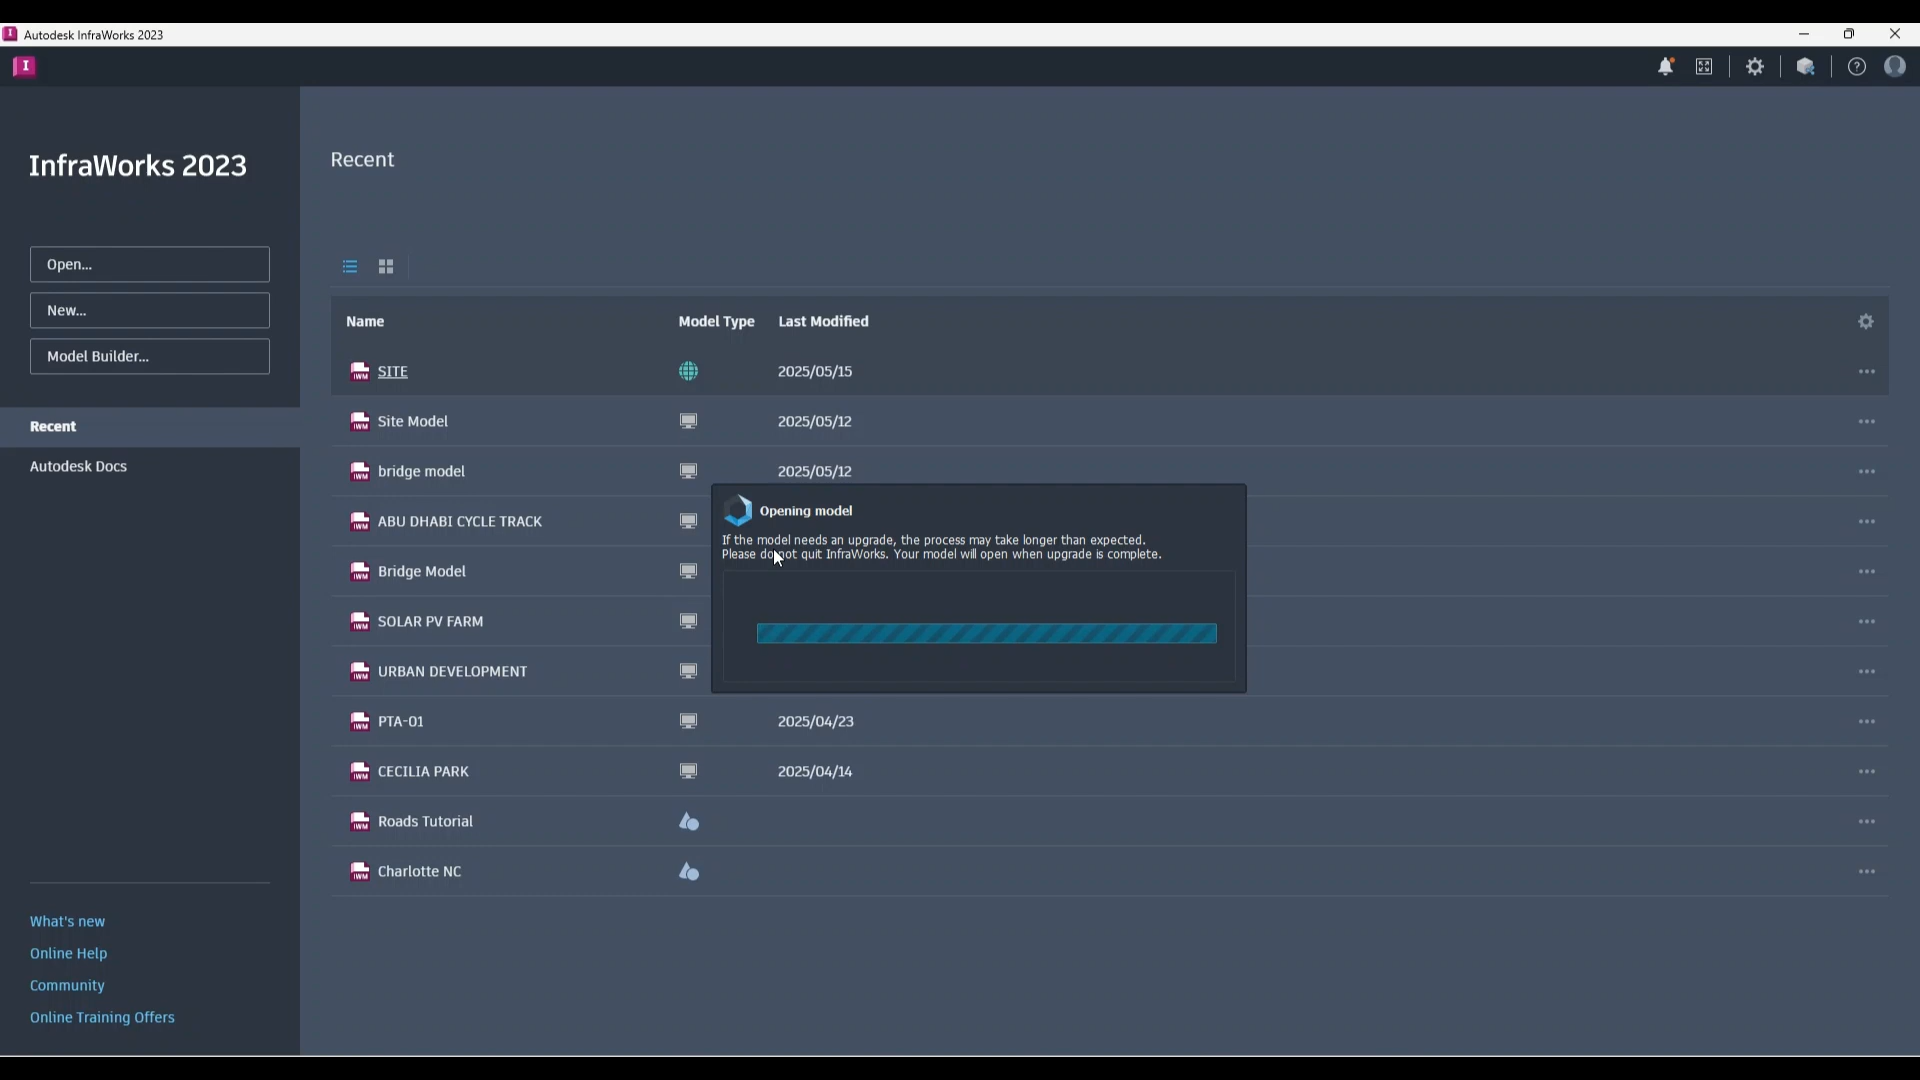 Autodesk InfraWorks 2023
InfraWorks 2023
Open...
New...
Model Builder...
Recent
Autodesk Docs
What's new
Online Help
Community
Online Training Offers
Recent
Name Model Type Last Modified
SITE 2025/05/15
Site Model 2025/05/12
bridge model 2025/05/12
ABU DHABI CYCLE TRACK
Bridge Model
SOLAR PV FARM
URBAN DEVELOPMENT
PTA-01 2025/04/23
CECILIA PARK 2025/04/14
Roads Tutorial
Charlotte NC
Opening model
If the model needs an upgrade, the process may take longer than expected.
Please do not quit InfraWorks. Your model will open when upgrade is complete.